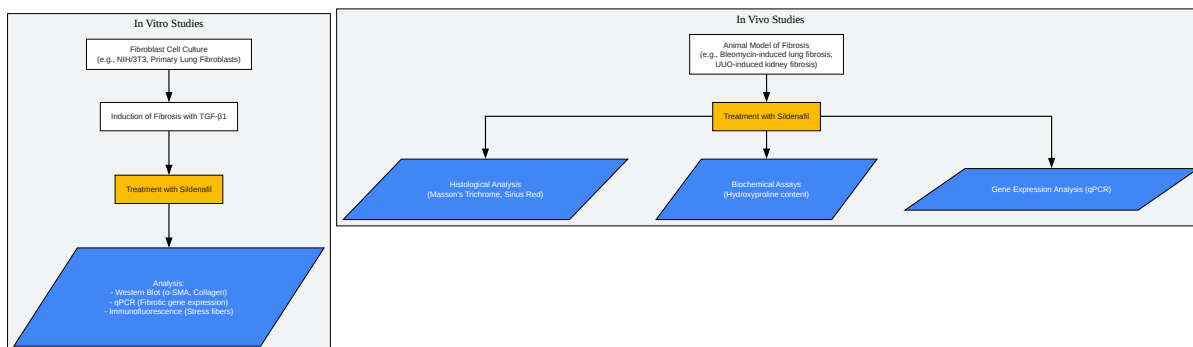 In Vitro Studies
Fibroblast Cell Culture
(e.g., NIH/3T3, Primary Lung Fibroblasts)
Induction of Fibrosis with TGF-β1
Treatment with Sildenafil
Analysis:
- Western Blot (α-SMA, Collagen)
- qPCR (Fibrotic gene expression)
- Immunofluorescence (Stress fibers)
In Vivo Studies
Animal Model of Fibrosis
(e.g., Bleomycin-induced lung fibrosis,
UUO-induced kidney fibrosis)
Treatment with Sildenafil
Histological Analysis
(Masson's Trichrome, Sirius Red)
Biochemical Assays
(Hydroxyproline content)
Gene Expression Analysis (qPCR)